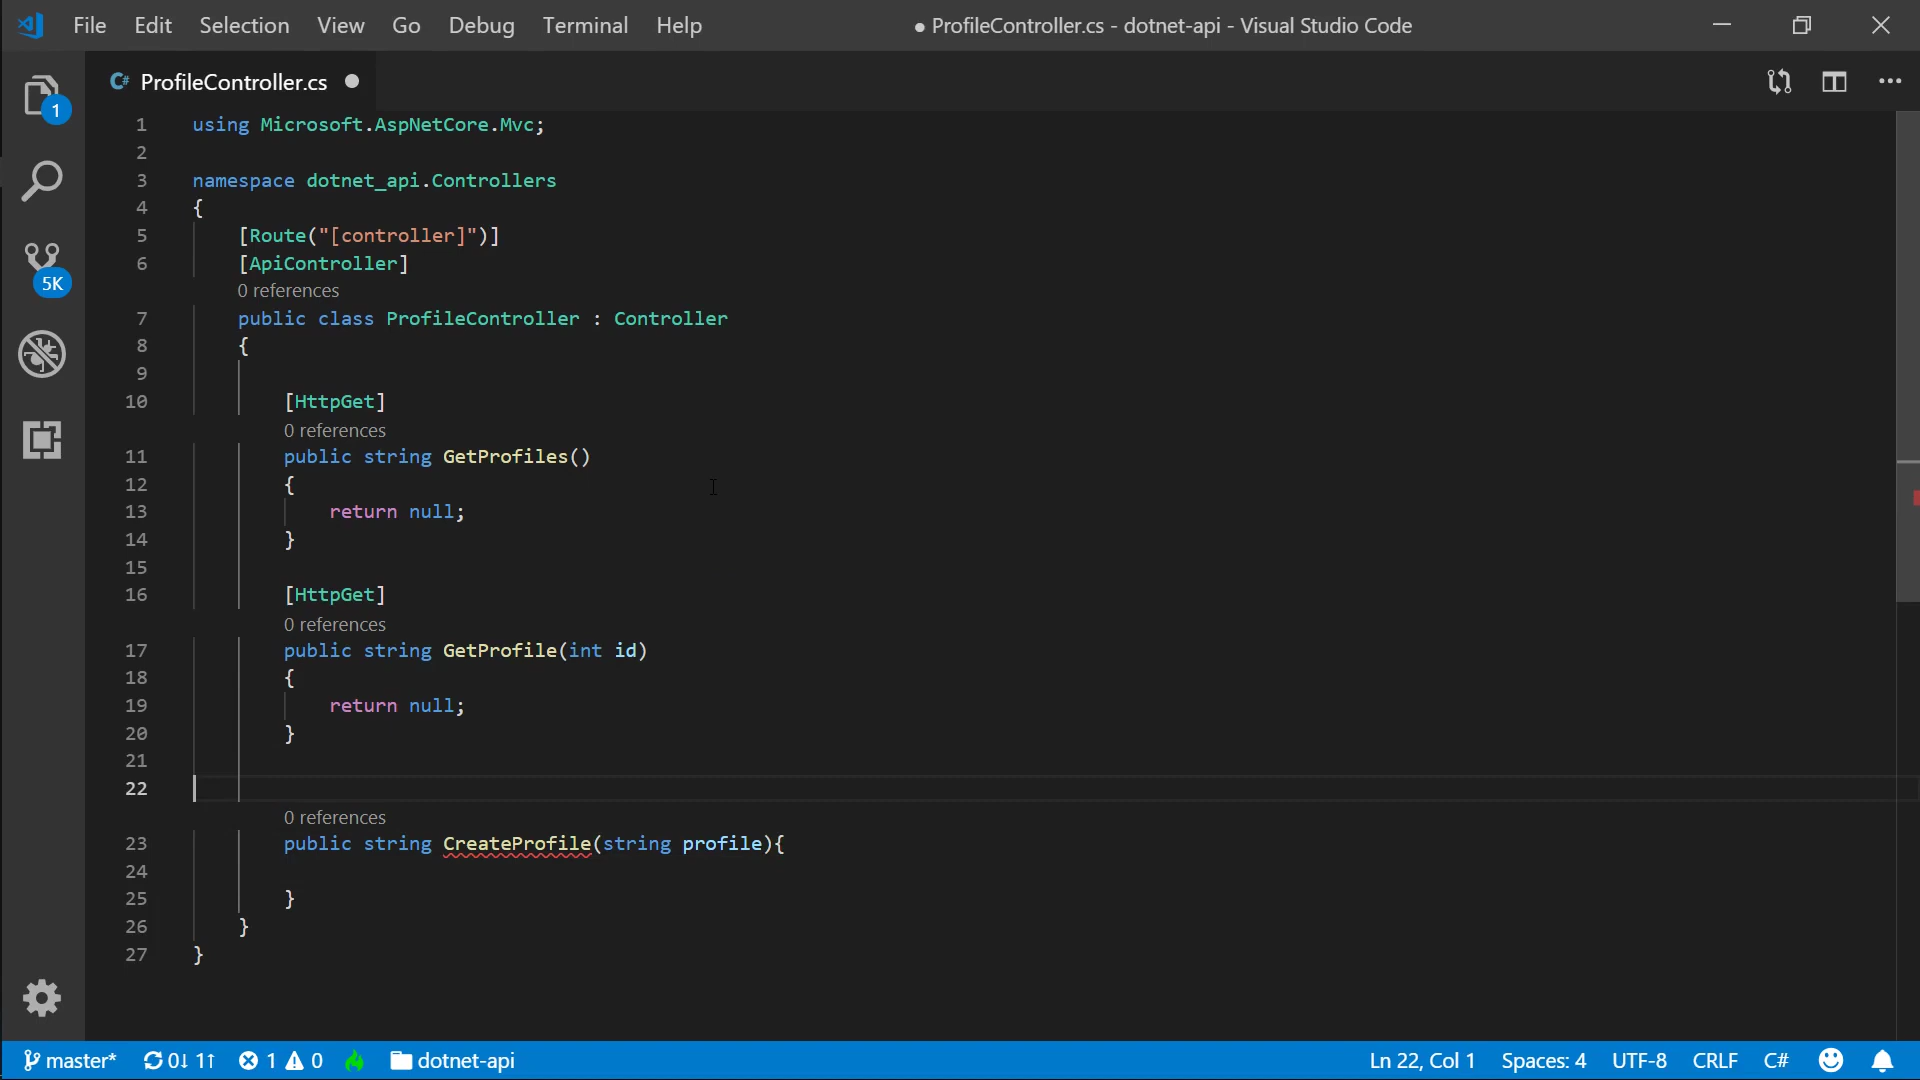 File Edit Selection View Go Debug Terminal Help ● ProfileController.cs - dotnet-api - Visual Studio Code
C# ProfileController.cs ●
1
5K
1 using Microsoft.AspNetCore.Mvc;
2
3 namespace dotnet_api.Controllers
4 {
5 [Route("[controller]")]
6 [ApiController]
0 references
7 public class ProfileController : Controller
8 {
9
10 [HttpGet]
0 references
11 public string GetProfiles()
12 {
13 return null;
14 }
15
16 [HttpGet]
0 references
17 public string GetProfile(int id)
18 {
19 return null;
20 }
21
22
0 references
23 public string CreateProfile(string profile){
24
25 }
26 }
27 }
master* 0↓ 1↑ 1 0 dotnet-api Ln 22, Col 1 Spaces: 4 UTF-8 CRLF C#